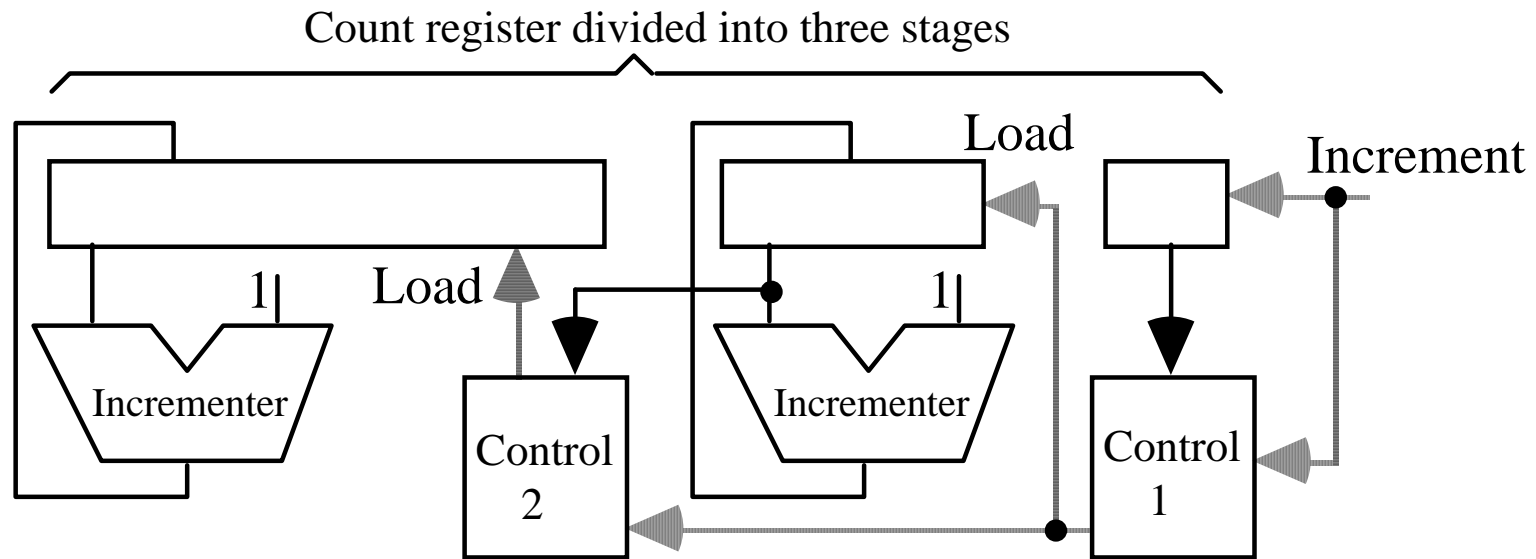 Count register divided into three stages
Load
Increment
1
Load
1
Incrementer
Incrementer
Control
2
Control
1